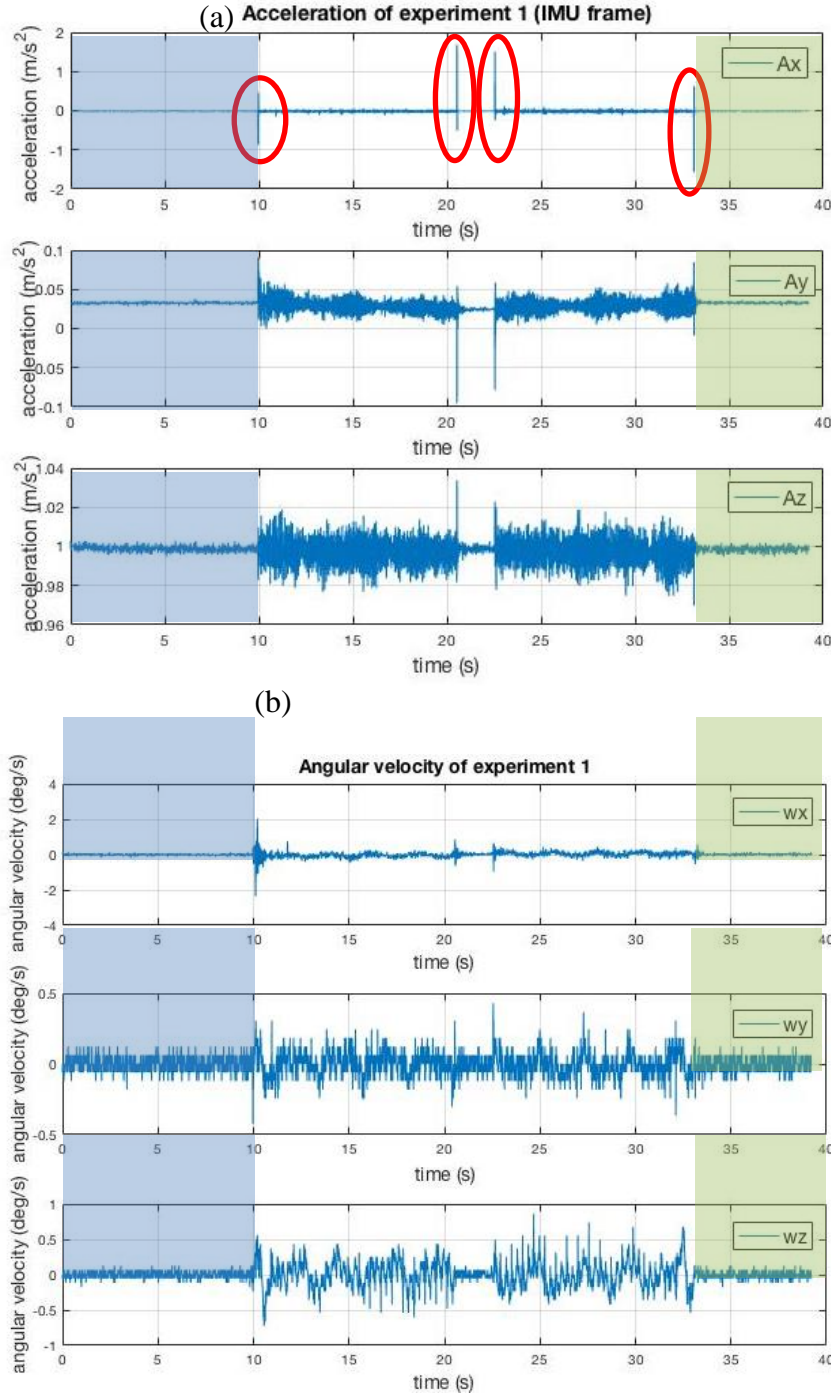 (a)
Acceleration of experiment 1 (IMU frame)
acceleration (m/s²)
2
1
0
-1
-2
Ax
0 5 10 15 20 25 30 35 40
time (s)
acceleration (m/s²)
0.1
0.05
0
0.05
-0.1
Ay
0 5 10 15 20 25 30 35 40
time (s)
acceleration (m/s²)
1.04
1.02
1
0.98
0.96
Az
0 5 10 15 20 25 30 35 40
time (s)
(b)
Angular velocity of experiment 1
angular velocity (deg/s)
4
2
0
-2
-4
wx
0 5 10 15 20 25 30 35 40
time (s)
angular velocity (deg/s)
0.5
0
-0.5
wy
0 5 10 15 20 25 30 35 40
time (s)
angular velocity (deg/s)
1
0.5
0
-0.5
-1
wz
0 5 10 15 20 25 30 35 40
time (s)